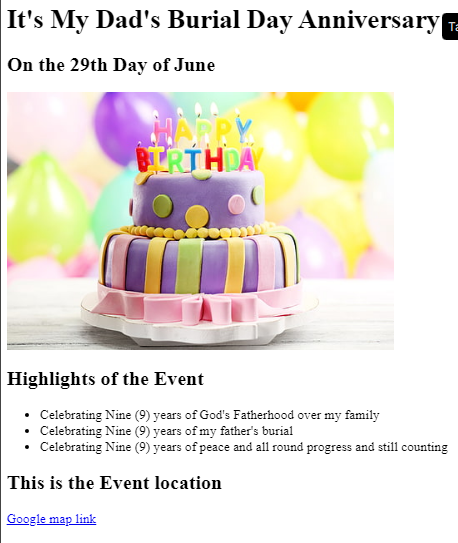 It's My Dad's Burial Day Anniversary
Ta
On the 29th Day of June
HAPPY
BIRTHDAY
Highlights of the Event
Celebrating Nine (9) years of God's Fatherhood over my family
Celebrating Nine (9) years of my father's burial
Celebrating Nine (9) years of peace and all round progress and still counting
This is the Event location
Google map link